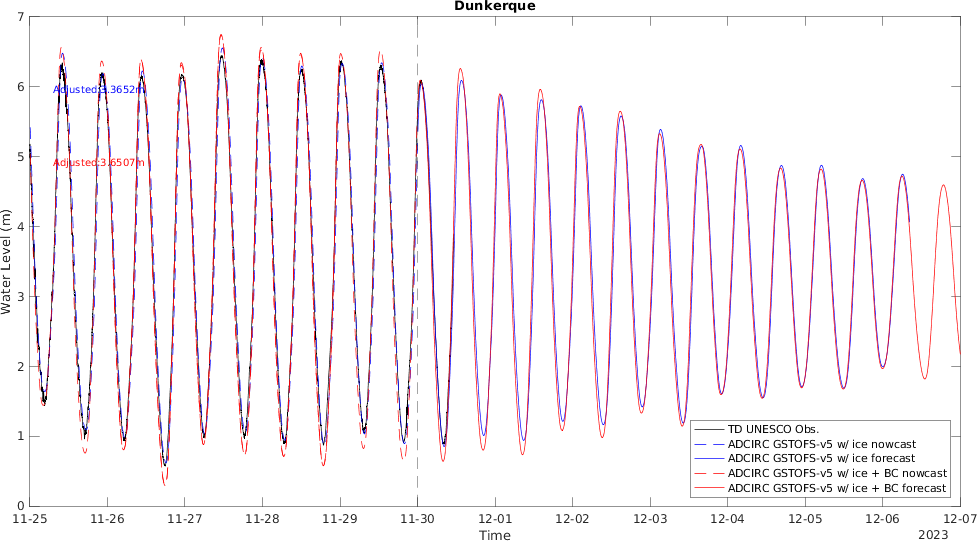 Dunkerque
7
6
5
4
3
2
1
0
Water Level (m)
Adjusted:3.3652m
Adjusted:3.6507m
TD UNESCO Obs.
ADCIRC GSTOFS-v5 w/ ice nowcast
ADCIRC GSTOFS-v5 w/ ice forecast
ADCIRC GSTOFS-v5 w/ ice + BC nowcast
ADCIRC GSTOFS-v5 w/ ice + BC forecast
11-25 11-26 11-27 11-28 11-29 11-30 12-01 12-02 12-03 12-04 12-05 12-06 12-07
Time
2023